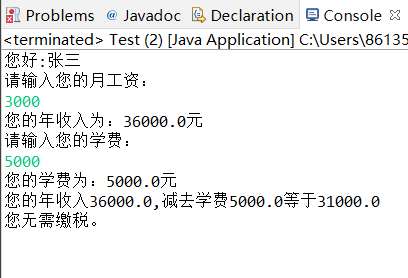 Problems Javadoc Declaration Console
<terminated> Test (2) [Java Application] C:\Users\86135
您好:张三
请输入您的月工资：
3000
您的年收入为：36000.0元
请输入您的学费：
5000
您的学费为：5000.0元
您的年收入36000.0,减去学费5000.0等于31000.0
您无需缴税。